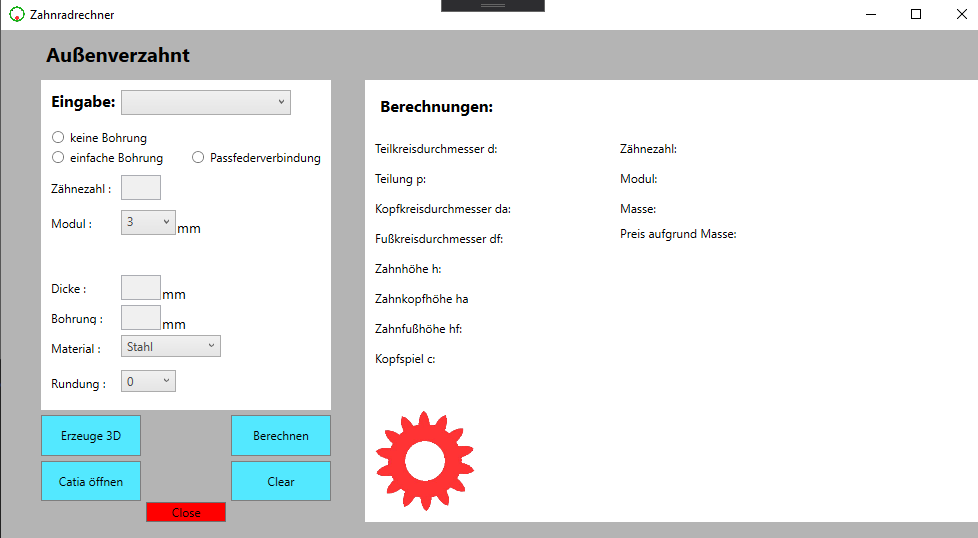 Zahnradrechner
Außenverzahnt
Eingabe:
keine Bohrung
einfache Bohrung Passfederverbindung
Zähnezahl :
Modul : 3 mm
Dicke : mm
Bohrung : mm
Material : Stahl
Rundung : 0
Erzeuge 3D Berechnen
Catia öffnen Clear
Close
Berechnungen:
Teilkreisdurchmesser d: Zähnezahl:
Teilung p: Modul:
Kopfkreisdurchmesser da: Masse:
Preis aufgrund Masse:
Fußkreisdurchmesser df:
Zahnhöhe h:
Zahnkopfhöhe ha
Zahnfußhöhe hf:
Kopfspiel c: